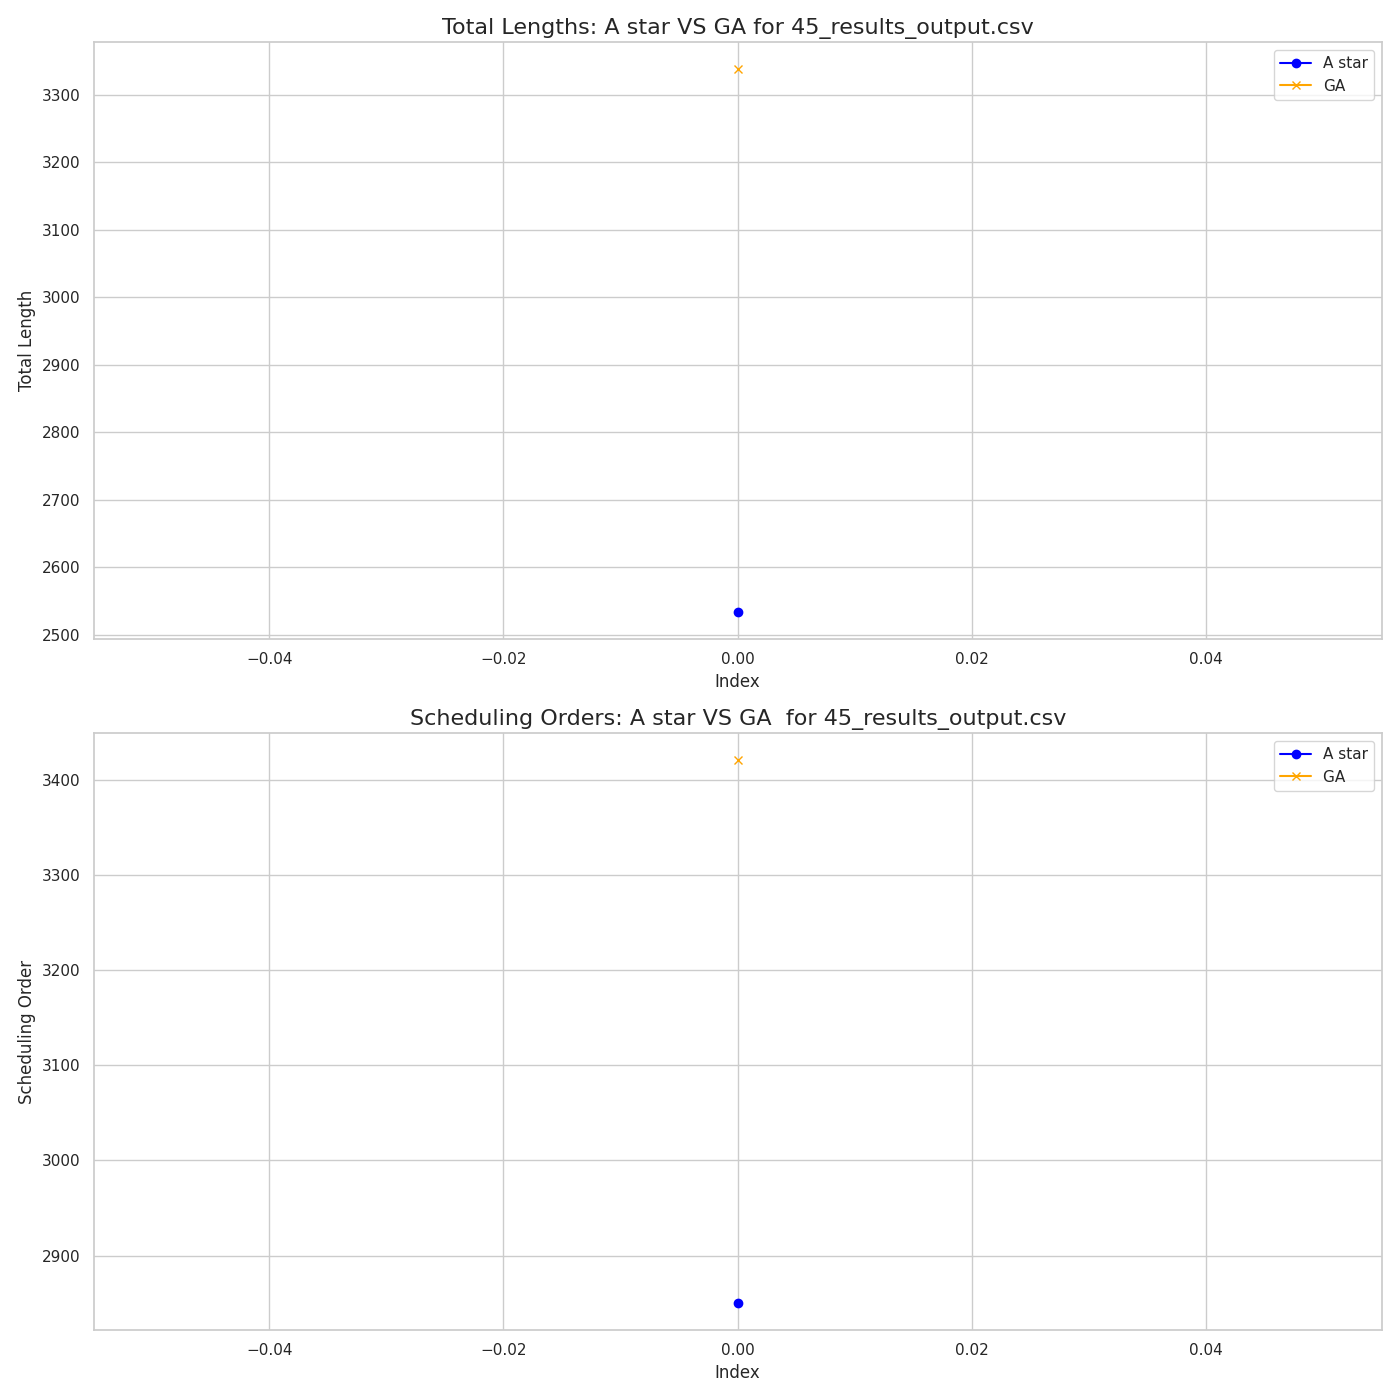 Total Lengths: A star VS GA for 45_results_output.csv
A star
GA
3300
3200
3100
3000
2900
2800
2700
2600
2500
Total Length
−0.04
−0.02
0.00
0.02
0.04
Index
Scheduling Orders: A star VS GA  for 45_results_output.csv
A star
GA
3400
3300
3200
3100
3000
2900
Scheduling Order
−0.04
−0.02
0.00
0.02
0.04
Index